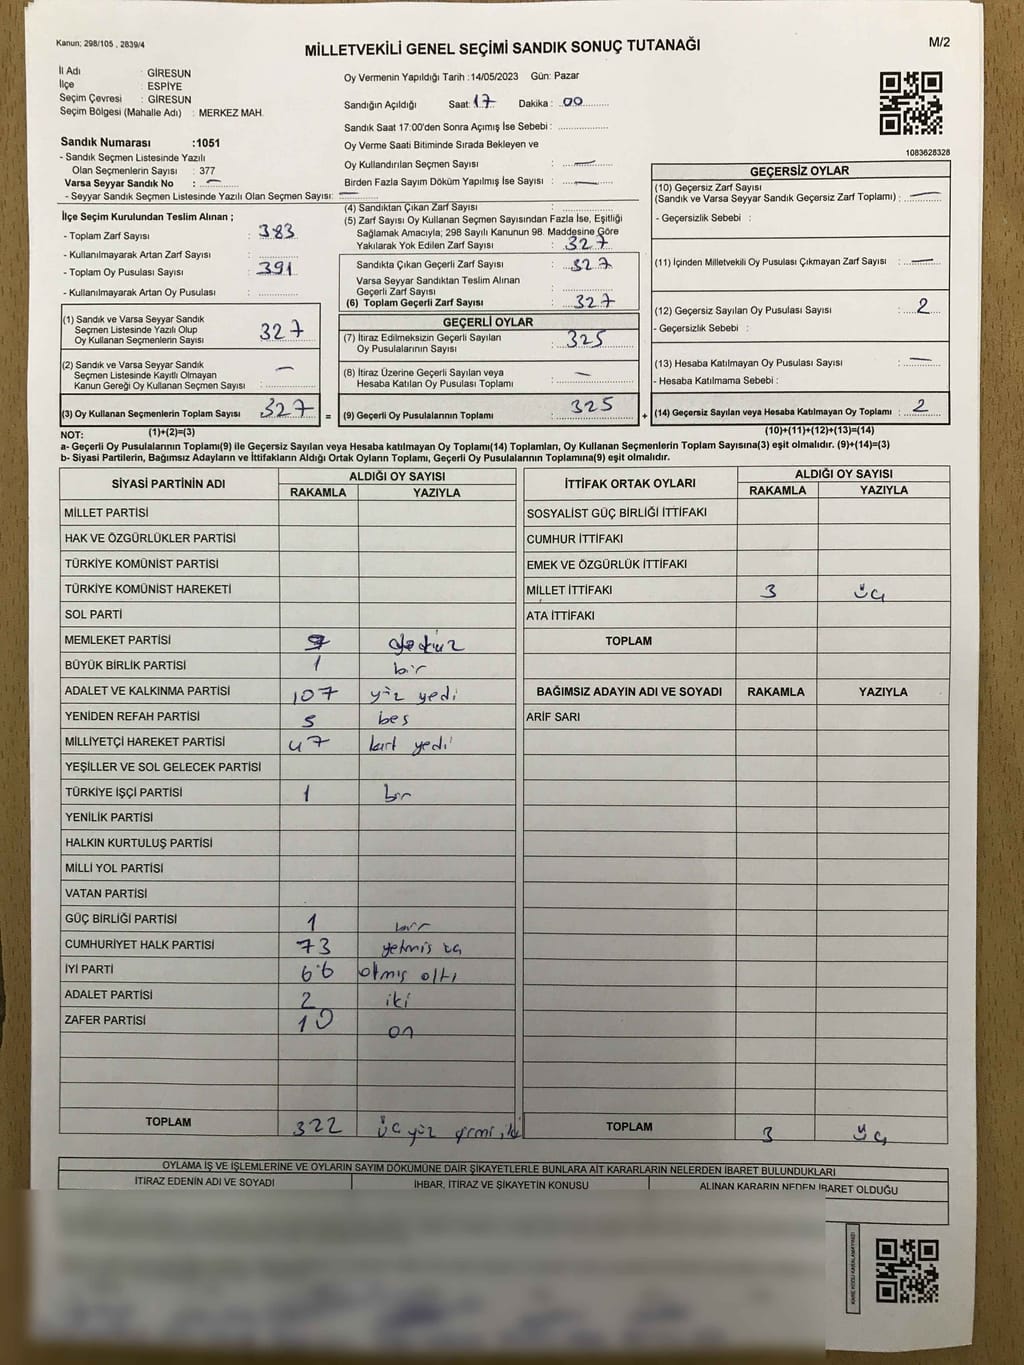 Kanun: 298/105 , 2839/4
MİLLETVEKİLİ GENEL SEÇİMİ SANDIK SONUÇ TUTANAĞI
M/2
İl Adı : GİRESUN
İlçe : ESPİYE
Seçim Çevresi : GİRESUN
Seçim Bölgesi (Mahalle Adı) : MERKEZ MAH.
Oy Vermenin Yapıldığı Tarih :14/05/2023 Gün: Pazar
Sandığın Açıldığı Saat: 17 Dakika : 00
Sandık Saat 17:00'den Sonra Açımış İse Sebebi :
Oy Verme Saati Bitiminde Sırada Bekleyen ve
Oy Kullandırılan Seçmen Sayısı : —
Birden Fazla Sayım Döküm Yapılmış İse Sayısı : —
1083628328
Sandık Numarası :1051
- Sandık Seçmen Listesinde Yazılı
Olan Seçmenlerin Sayısı : 377
Varsa Seyyar Sandık No : —
- Seyyar Sandık Seçmen Listesinde Yazılı Olan Seçmen Sayısı: —
İlçe Seçim Kurulundan Teslim Alınan ;
- Toplam Zarf Sayısı : 383
- Kullanılmayarak Artan Zarf Sayısı :
- Toplam Oy Pusulası Sayısı : 391
- Kullanılmayarak Artan Oy Pusulası :
(1) Sandık ve Varsa Seyyar Sandık
Seçmen Listesinde Yazılı Olup
Oy Kullanan Seçmenlerin Sayısı : 327
(2) Sandık ve Varsa Seyyar Sandık
Seçmen Listesinde Kayıtlı Olmayan
Kanun Gereği Oy Kullanan Seçmen Sayısı : —
(3) Oy Kullanan Seçmenlerin Toplam Sayısı : 327
(1)+(2)=(3)
(4) Sandıktan Çıkan Zarf Sayısı :
(5) Zarf Sayısı Oy Kullanan Seçmen Sayısından Fazla İse, Eşitliği
Sağlamak Amacıyla; 298 Sayılı Kanunun 98. Maddesine Göre
Yakılarak Yok Edilen Zarf Sayısı : 327
Sandıkta Çıkan Geçerli Zarf Sayısı : 327
Varsa Seyyar Sandıktan Teslim Alınan
Geçerli Zarf Sayısı :
(6) Toplam Geçerli Zarf Sayısı : 327
GEÇERLİ OYLAR
(7) İtiraz Edilmeksizin Geçerli Sayılan
Oy Pusulalarının Sayısı : 325
(8) İtiraz Üzerine Geçerli Sayılan veya
Hesaba Katılan Oy Pusulası Toplamı : —
= (9) Geçerli Oy Pusulalarının Toplamı : 325
GEÇERSİZ OYLAR
(10) Geçersiz Zarf Sayısı
(Sandık ve Varsa Seyyar Sandık Geçersiz Zarf Toplamı) : —
- Geçersizlik Sebebi :
(11) İçinden Milletvekili Oy Pusulası Çıkmayan Zarf Sayısı : —
(12) Geçersiz Sayılan Oy Pusulası Sayısı : 2
- Geçersizlik Sebebi :
(13) Hesaba Katılmayan Oy Pusulası Sayısı : —
- Hesaba Katılmama Sebebi :
+ (14) Geçersiz Sayılan veya Hesaba Katılmayan Oy Toplamı : 2
(10)+(11)+(12)+(13)=(14)
NOT:
a- Geçerli Oy Pusulalarının Toplamı(9) ile Geçersiz Sayılan veya Hesaba katılmayan Oy Toplamı(14) Toplamları, Oy Kullanan Seçmenlerin Toplam Sayısına(3) eşit olmalıdır. (9)+(14)=(3)
b- Siyasi Partilerin, Bağımsız Adayların ve İttifakların Aldığı Ortak Oyların Toplamı, Geçerli Oy Pusulalarının Toplamına(9) eşit olmalıdır.
SİYASİ PARTİNİN ADI ALDIĞI OY SAYISI
RAKAMLA YAZIYLA
MİLLET PARTİSİ
HAK VE ÖZGÜRLÜKLER PARTİSİ
TÜRKİYE KOMÜNİST PARTİSİ
TÜRKİYE KOMÜNİST HAREKETİ
SOL PARTİ
MEMLEKET PARTİSİ
BÜYÜK BİRLİK PARTİSİ 1 bir
ADALET VE KALKINMA PARTİSİ 107 yüz yedi
YENİDEN REFAH PARTİSİ 5 beş
MİLLİYETÇİ HAREKET PARTİSİ 47 kırk yedi
YEŞİLLER VE SOL GELECEK PARTİSİ
TÜRKİYE İŞÇİ PARTİSİ 1 bir
YENİLİK PARTİSİ
HALKIN KURTULUŞ PARTİSİ
MİLLİ YOL PARTİSİ
VATAN PARTİSİ
GÜÇ BİRLİĞİ PARTİSİ 1 bir
CUMHURİYET HALK PARTİSİ 73 yetmiş üç
İYİ PARTİ 66 atmış altı
ADALET PARTİSİ 2 iki
ZAFER PARTİSİ 10 on
TOPLAM 322 üç yüz yirmi iki
İTTİFAK ORTAK OYLARI ALDIĞI OY SAYISI
RAKAMLA YAZIYLA
SOSYALİST GÜÇ BİRLİĞİ İTTİFAKI
CUMHUR İTTİFAKI
EMEK VE ÖZGÜRLÜK İTTİFAKI
MİLLET İTTİFAKI 3 üç
ATA İTTİFAKI
TOPLAM
BAĞIMSIZ ADAYIN ADI VE SOYADI RAKAMLA YAZIYLA
ARİF SARI
TOPLAM 3 üç
OYLAMA İŞ VE İŞLEMLERİNE VE OYLARIN SAYIM DÖKÜMÜNE DAİR ŞİKAYETLERLE BUNLARA AİT KARARLARIN NELERDEN İBARET BULUNDUKLARI
İTİRAZ EDENİN ADI VE SOYADI İHBAR, İTİRAZ VE ŞİKAYETİN KONUSU ALINAN KARARIN NEDEN İBARET OLDUĞU